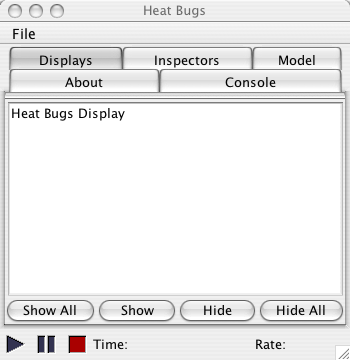 Heat Bugs
File
Displays Inspectors Model
About Console
Heat Bugs Display
Show All Show Hide Hide All
Time: Rate: